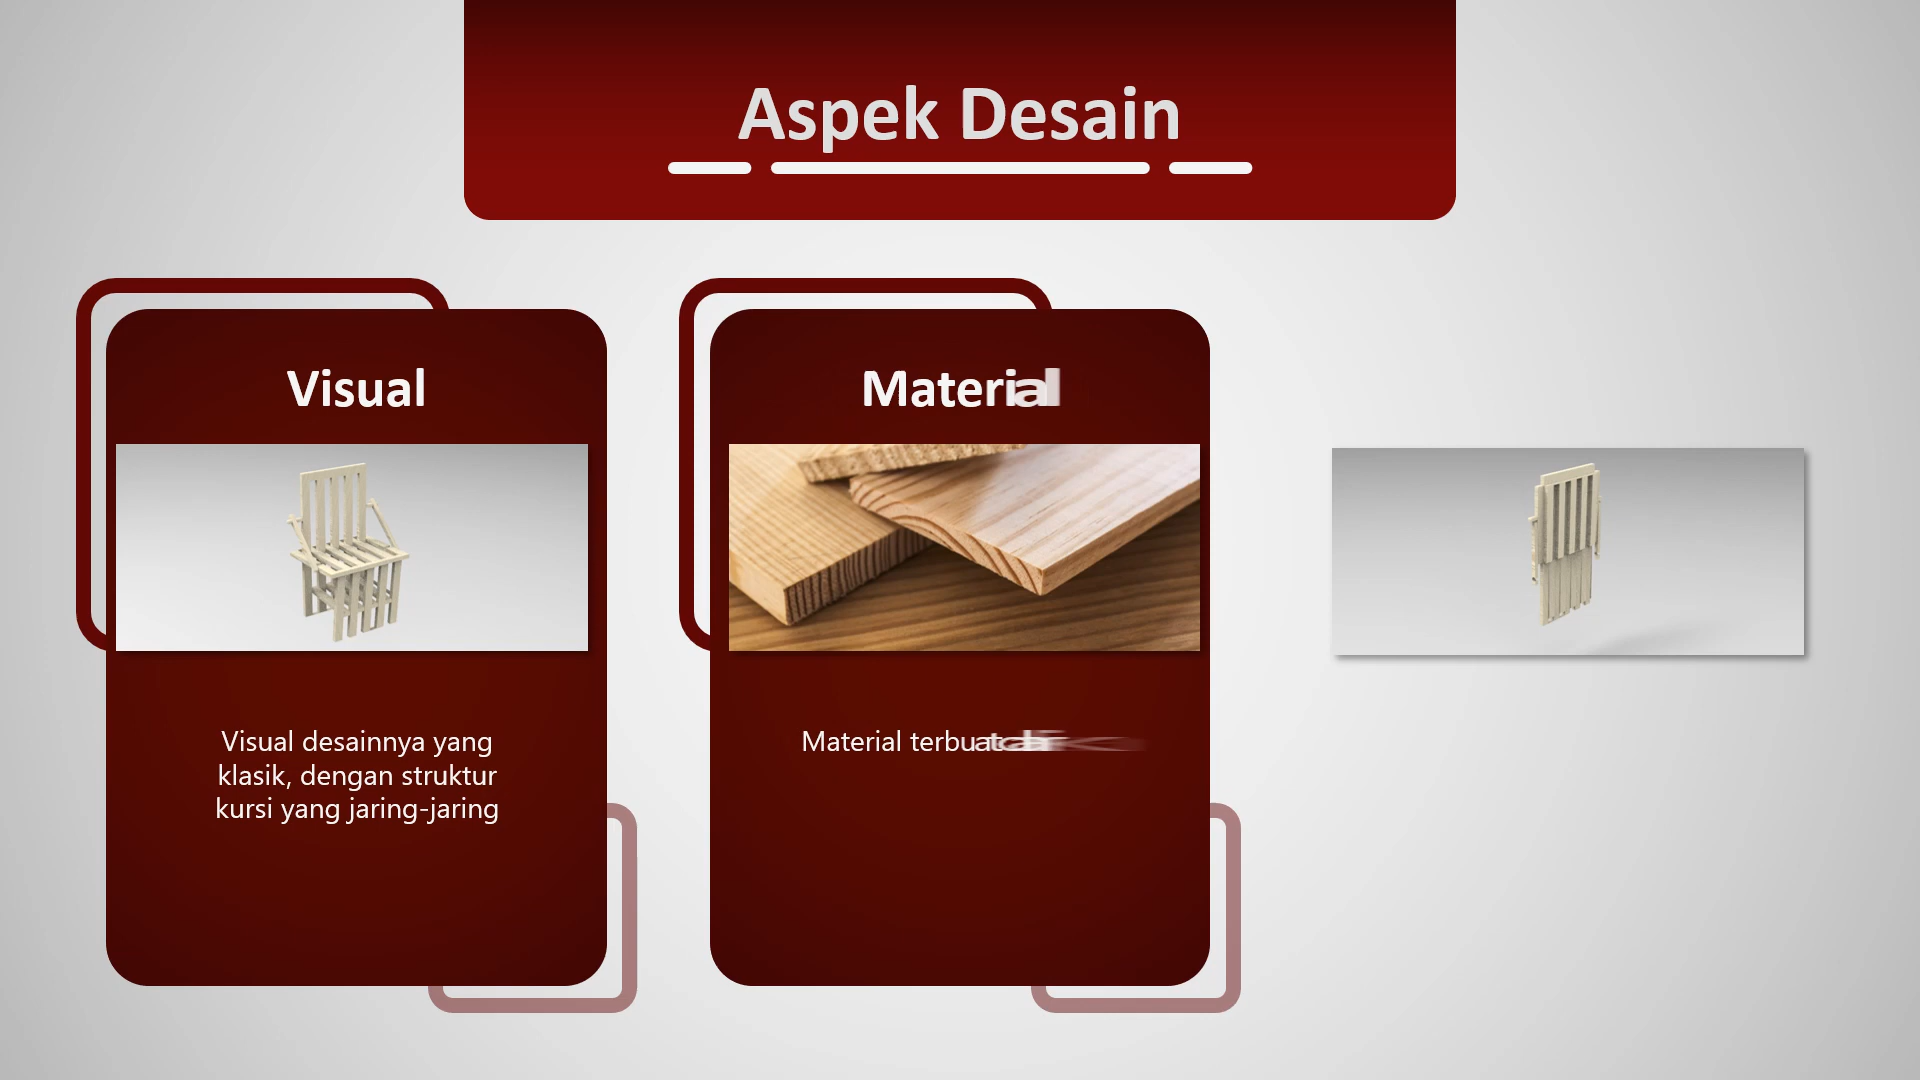 Aspek Desain
Visual
Material
Visual desainnya yang
klasik, dengan struktur
kursi yang jaring-jaring
Material terbuat